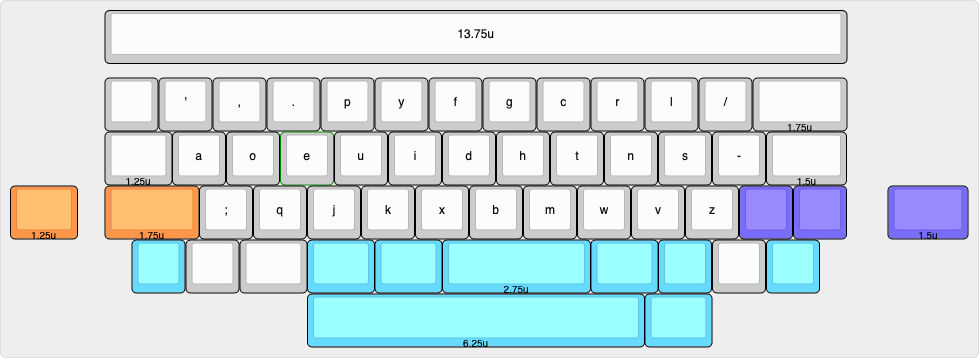 13.75u
' , . p y f g c r l /
1.75u
a o e u i d h t n s -
1.25u 1.5u
; q j k x b m w v z
1.25u 1.75u 1.5u
2.75u
6.25u